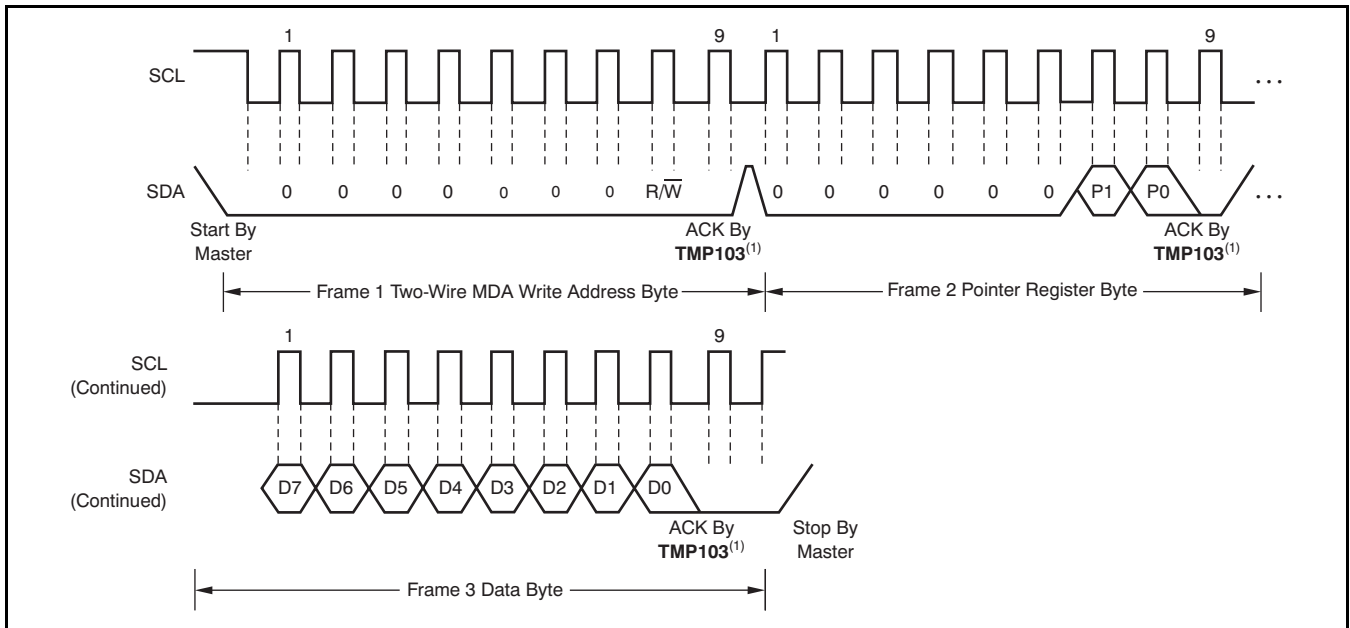 1 9 1 9
SCL ...
SDA 0 0 0 0 0 0 0 R/W̅ 0 0 0 0 0 0 P1 P0 ...
Start By
Master
ACK By
TMP103(1)
ACK By
TMP103(1)
Frame 1 Two-Wire MDA Write Address Byte
Frame 2 Pointer Register Byte
1 9
SCL
(Continued)
SDA
(Continued)
D7 D6 D5 D4 D3 D2 D1 D0
ACK By
TMP103(1)
Stop By
Master
Frame 3 Data Byte